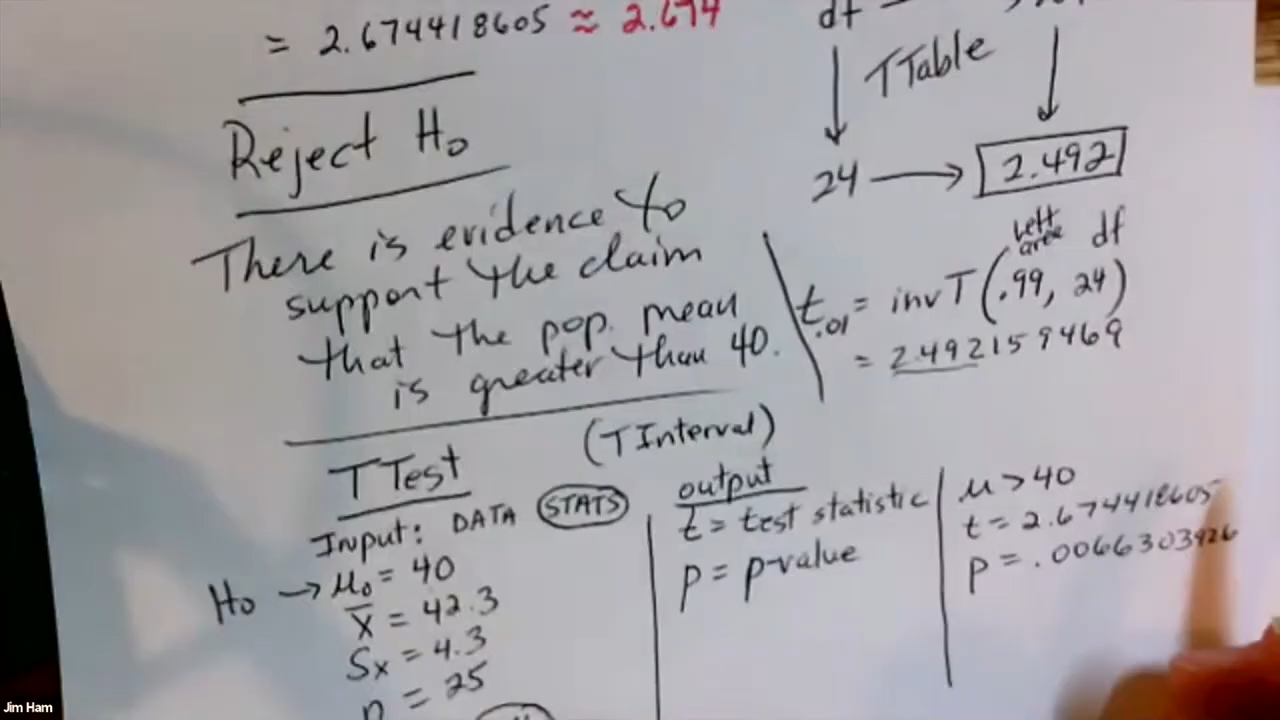 = 2.674418605 ≈ 2.674
Reject H₀
There is evidence to
support the claim
that the pop. mean
is greater than 40.
df
TTable
24 → 2.492
left area df
t.01 = invT(.99, 24)
= 2.492159469
TTest
(TInterval)
Input: DATA STATS
H₀ → μ₀ = 40
x̄ = 42.3
Sx = 4.3
n = 25
output
t = test statistic
p = p-value
μ > 40
t = 2.674418605
p = .0066303926
Jim Ham